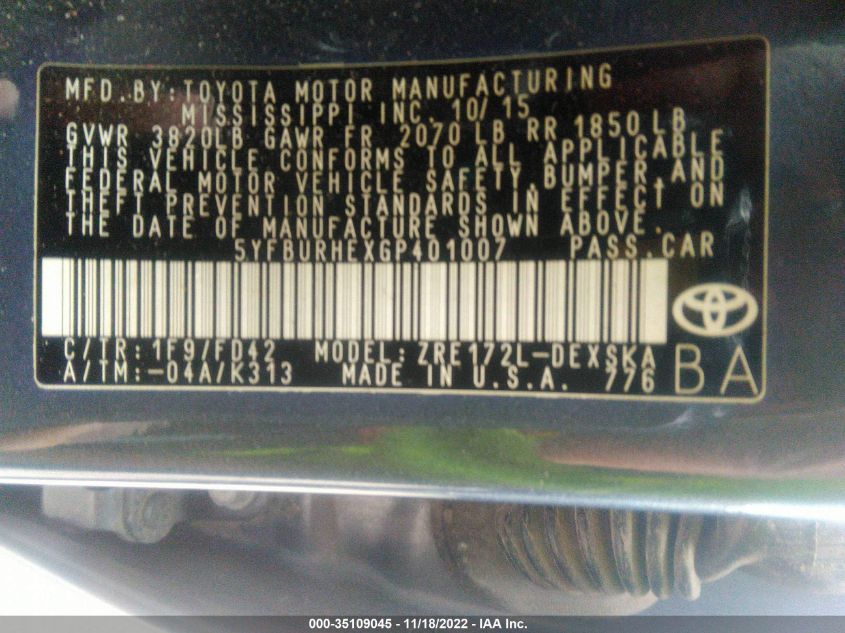 MFD.BY:TOYOTA MOTOR MANUFACTURING
MISSISSIPPI INC. 10/15
GVWR 3820LB GAWR FR 2070 LB RR 1850 LB
THIS VEHICLE CONFORMS TO ALL APPLICABLE
FEDERAL MOTOR VEHICLE SAFETY,BUMPER,AND
THEFT PREVENTION STANDARDS IN EFFECT ON
THE DATE OF MANUFACTURE SHOWN ABOVE.
5YFBURHEXGP401007 PASS.CAR
C/TR:1F9/FD42 MODEL:ZRE172L-DEXSKA
A/TM:-04A/K313 MADE IN U.S.A. 776
BA
000-35109045 - 11/18/2022 - IAA Inc.